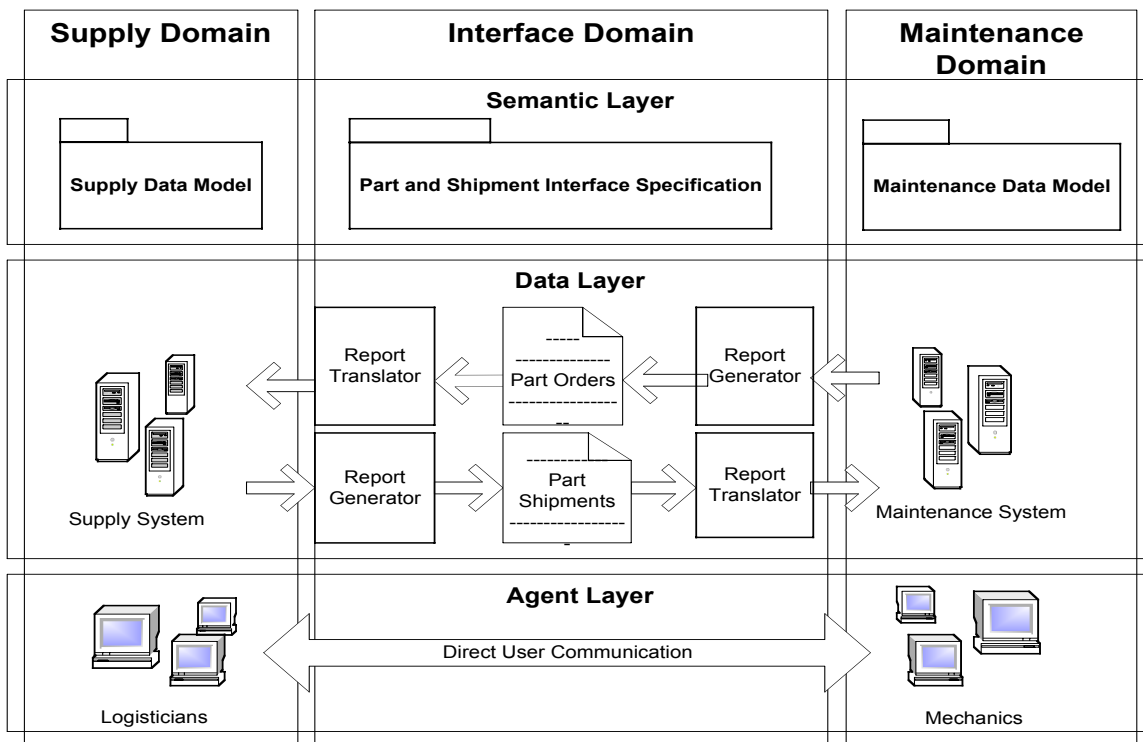 Supply Domain
Interface Domain
Maintenance
Domain
Semantic Layer
Supply Data Model
Part and Shipment Interface Specification
Maintenance Data Model
Data Layer
Report
Translator
Part Orders
Report
Generator
Report
Generator
Part
Shipments
Report
Translator
Supply System
Maintenance System
Agent Layer
Direct User Communication
Logisticians
Mechanics